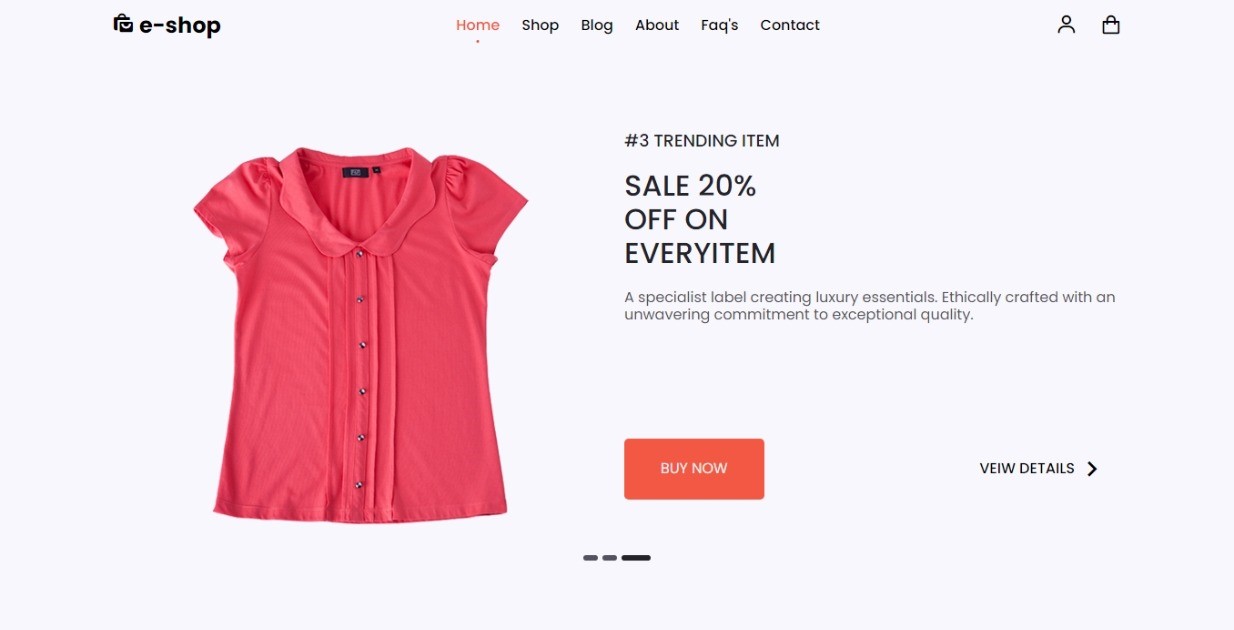 e-shop
Home Shop Blog About Faq's Contact
#3 TRENDING ITEM
SALE 20%
OFF ON
EVERYITEM
A specialist label creating luxury essentials. Ethically crafted with an
unwavering commitment to exceptional quality.
BUY NOW
VEIW DETAILS